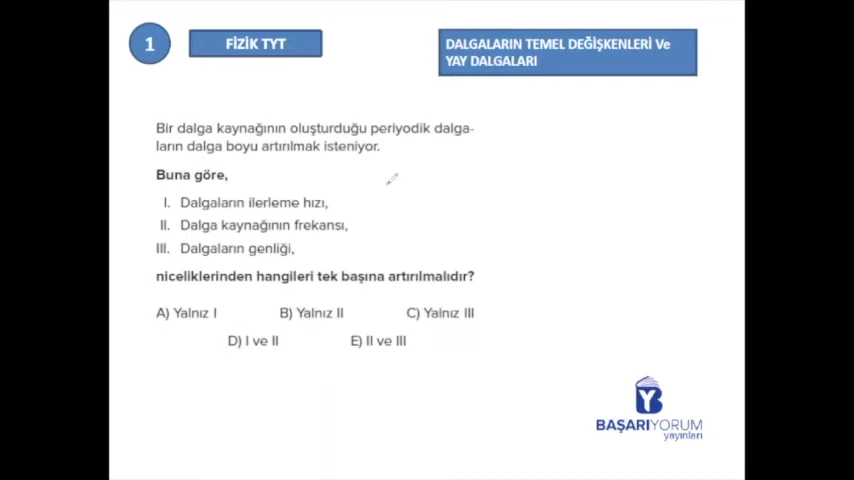 1
FİZİK TYT
DALGALARIN TEMEL DEĞİŞKENLERİ Ve
YAY DALGALARI
Bir dalga kaynağının oluşturduğu periyodik dalga-
ların dalga boyu artırılmak isteniyor.
Buna göre,
I. Dalgaların ilerleme hızı,
II. Dalga kaynağının frekansı,
III. Dalgaların genliği,
niceliklerinden hangileri tek başına artırılmalıdır?
A) Yalnız I B) Yalnız II C) Yalnız III
D) I ve II E) II ve III
BAŞARIYORUM
yayınları